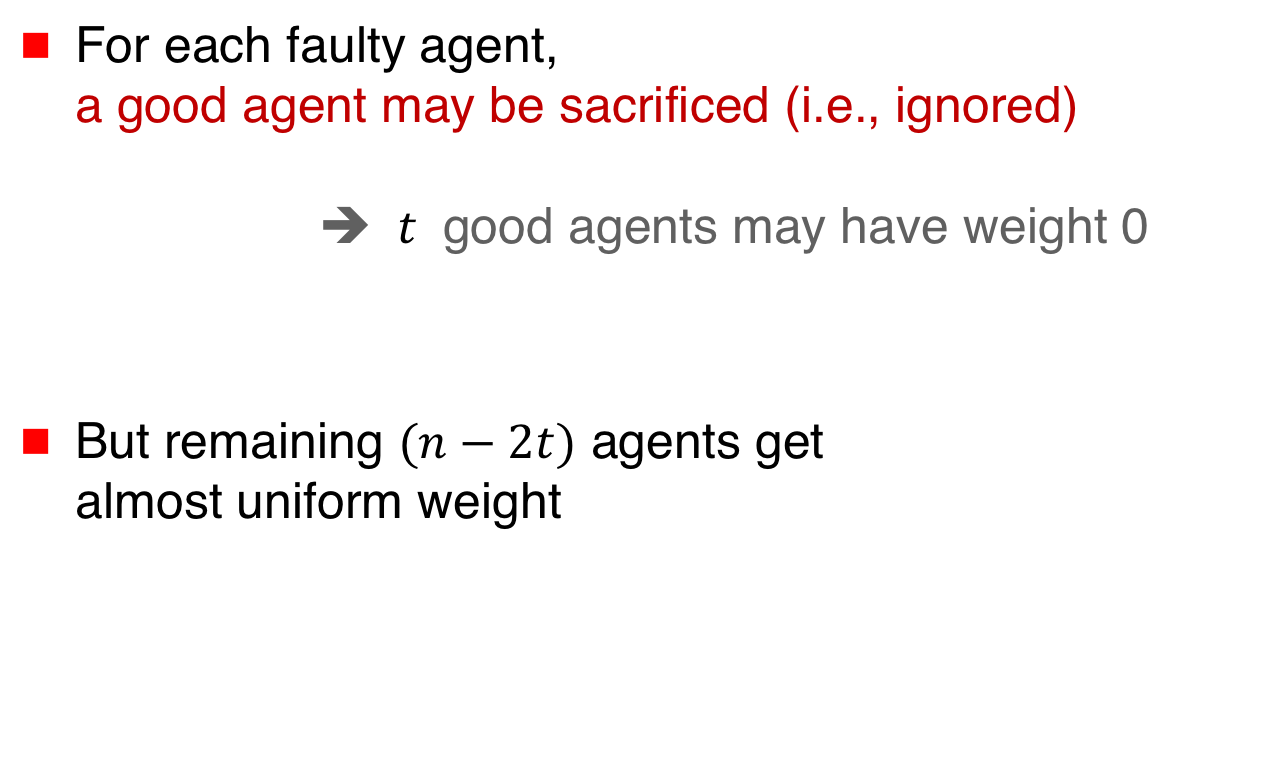 For each faulty agent,
a good agent may be sacrificed (i.e., ignored)
➔ t good agents may have weight 0
But remaining (n − 2t) agents get
almost uniform weight